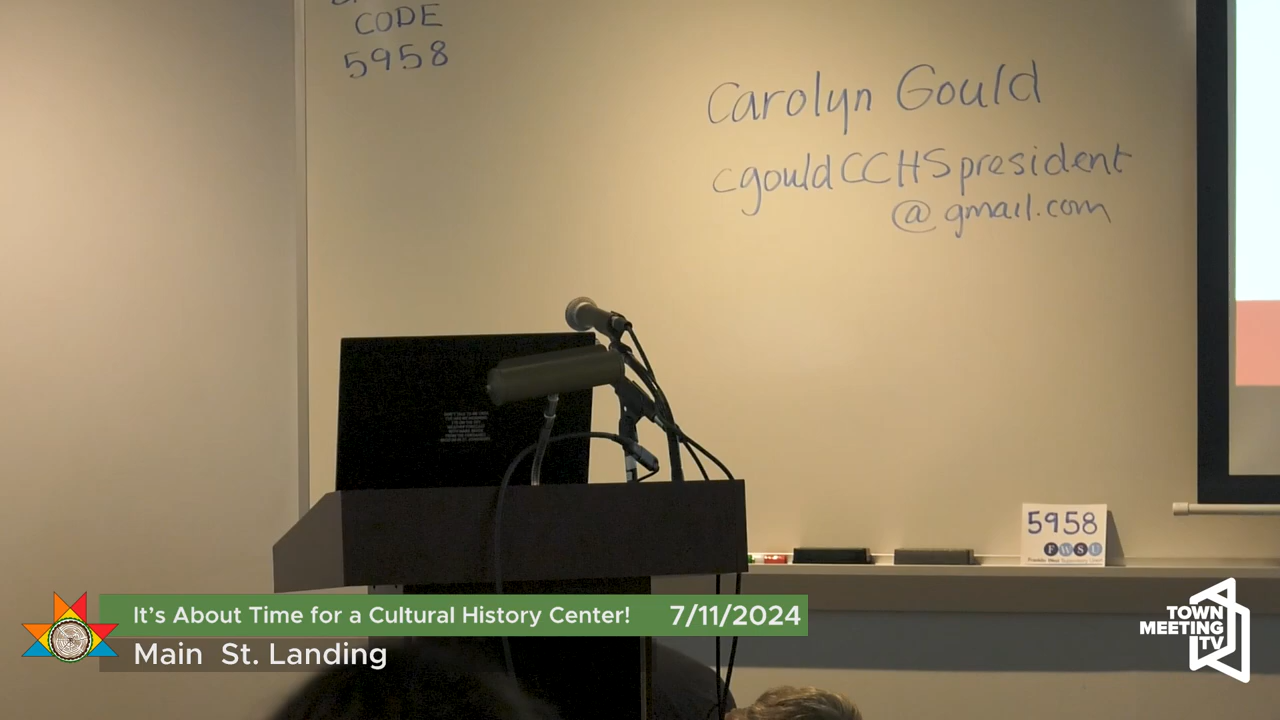 CODE
5958
Carolyn Gould
cgouldCCHSpresident
@gmail.com
5958
FWSU
It's About Time for a Cultural History Center! 7/11/2024
Main St. Landing
TOWN
MEETING
TV